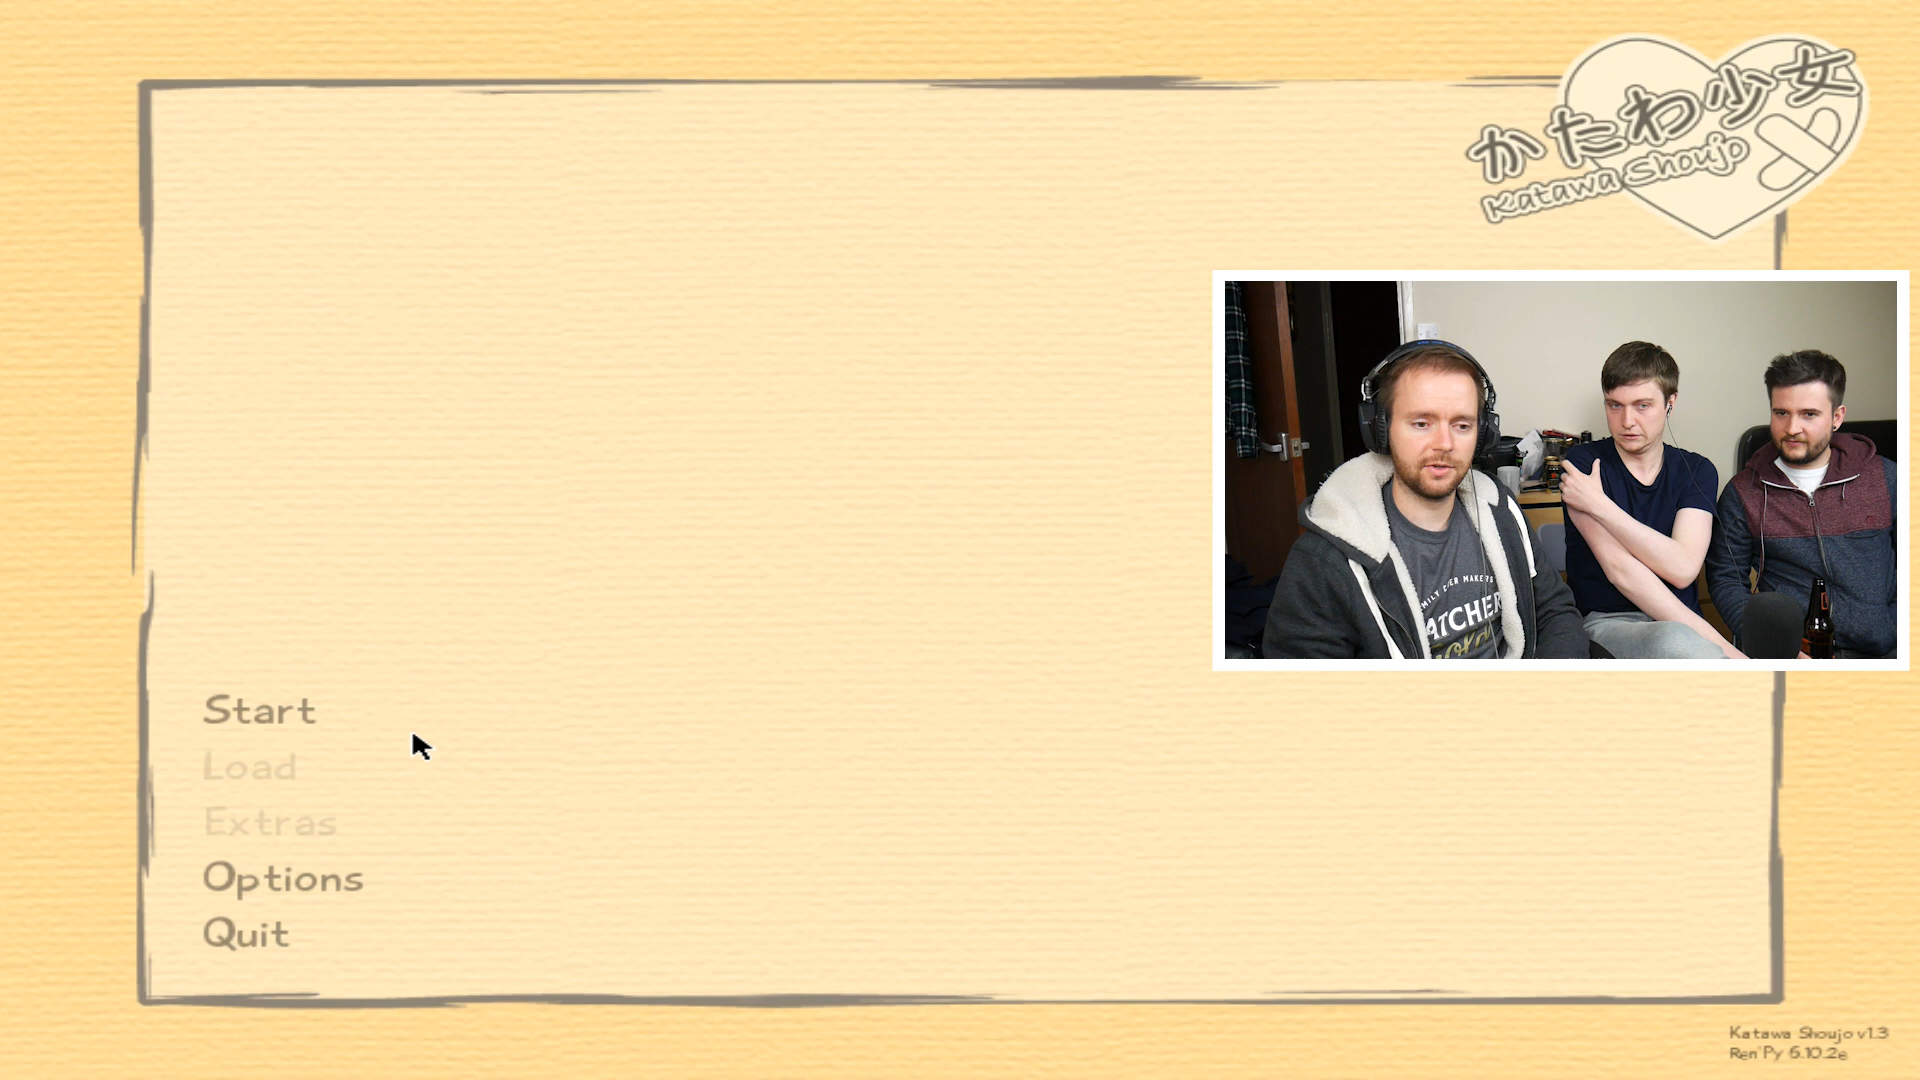 かたわ少女
Katawa Shoujo
Start
Load
Extras
Options
Quit
Katawa Shoujo v1.3
Ren'Py 6.10.2e